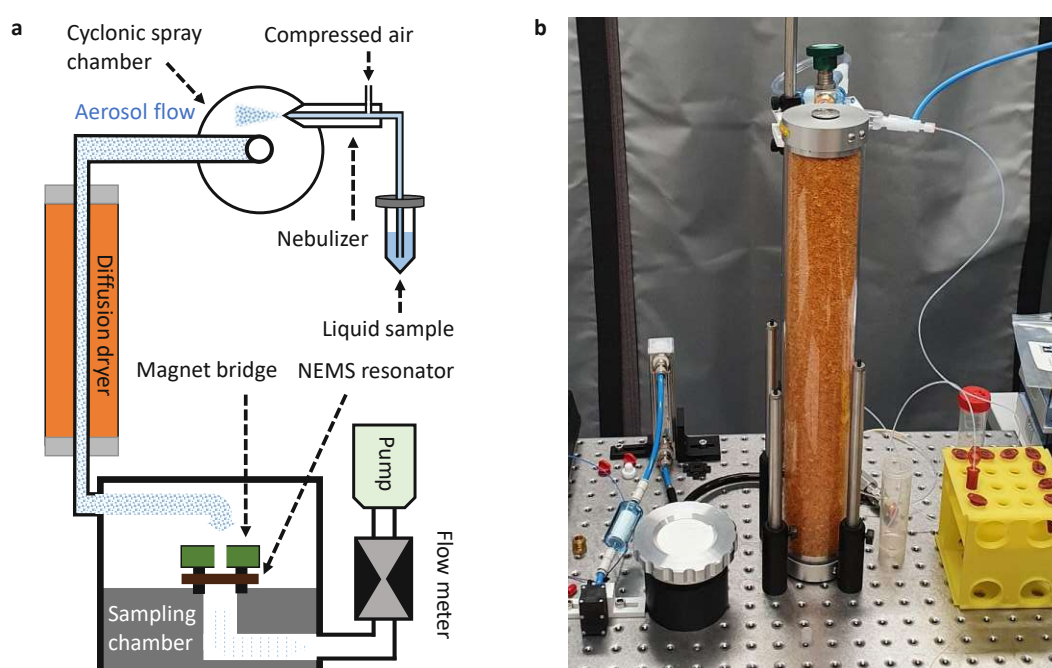 a
Cyclonic spray
chamber
Compressed air
Aerosol flow
Nebulizer
Liquid sample
Diffusion dryer
Magnet bridge
NEMS resonator
Pump
Flow meter
Sampling
chamber
b